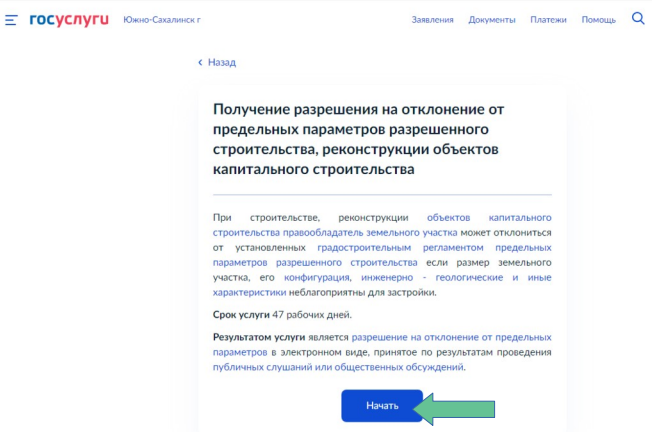 госуслуги Южно-Сахалинск г Заявления Документы Платежи Помощь
Назад
Получение разрешения на отклонение от
предельных параметров разрешенного
строительства, реконструкции объектов
капитального строительства
При строительстве, реконструкции объектов капитального
строительства правообладатель земельного участка может отклониться
от установленных градостроительным регламентом предельных
параметров разрешенного строительства если размер земельного
участка, его конфигурация, инженерно - геологические и иные
характеристики неблагоприятны для застройки.
Срок услуги 47 рабочих дней.
Результатом услуги является разрешение на отклонение от предельных
параметров в электронном виде, принятое по результатам проведения
публичных слушаний или общественных обсуждений.
Начать